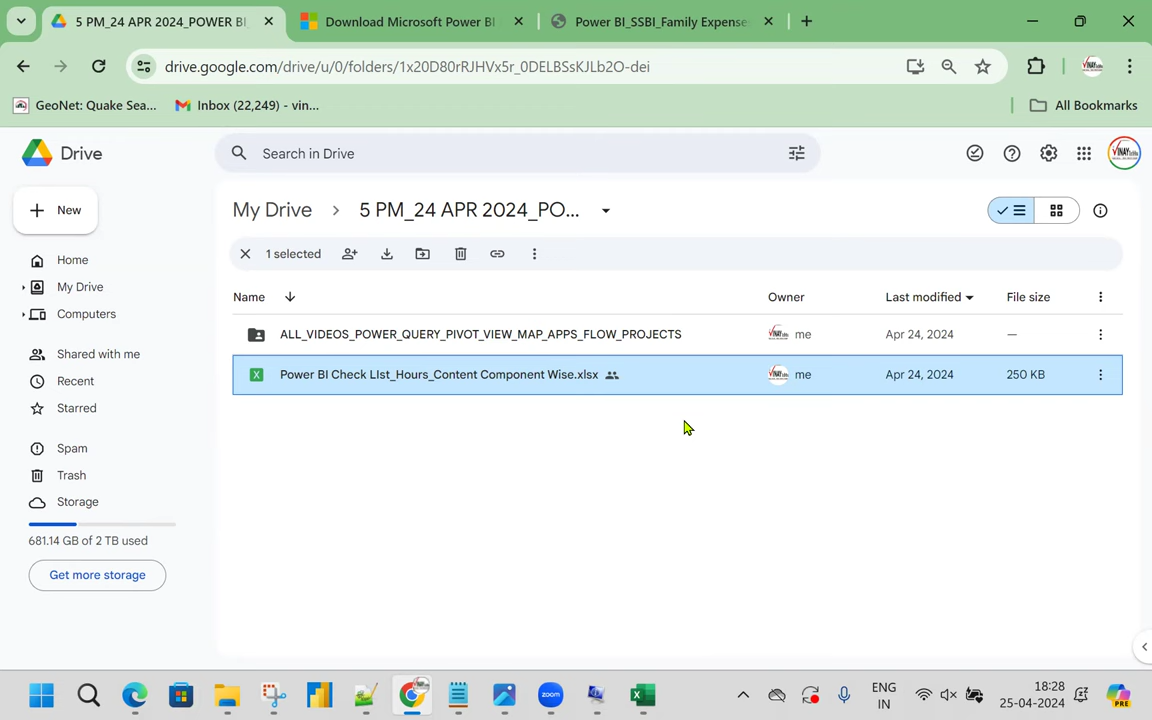 5 PM_24 APR 2024_POWER BI
Download Microsoft Power BI
Power BI_SSBI_Family Expense
drive.google.com/drive/u/0/folders/1x20D80rRJHVx5r_0DELBSsKJLb2O-dei
GeoNet: Quake Sea...
Inbox (22,249) - vin...
All Bookmarks
Drive
Search in Drive
New
My Drive
5 PM_24 APR 2024_PO...
1 selected
Home
My Drive
Computers
Shared with me
Recent
Starred
Spam
Trash
Storage
681.14 GB of 2 TB used
Get more storage
Name
Owner
Last modified
File size
ALL_VIDEOS_POWER_QUERY_PIVOT_VIEW_MAP_APPS_FLOW_PROJECTS
me
Apr 24, 2024
—
Power BI Check LIst_Hours_Content Component Wise.xlsx
me
Apr 24, 2024
250 KB
zoom
PRE
ENG
IN
18:28
25-04-2024